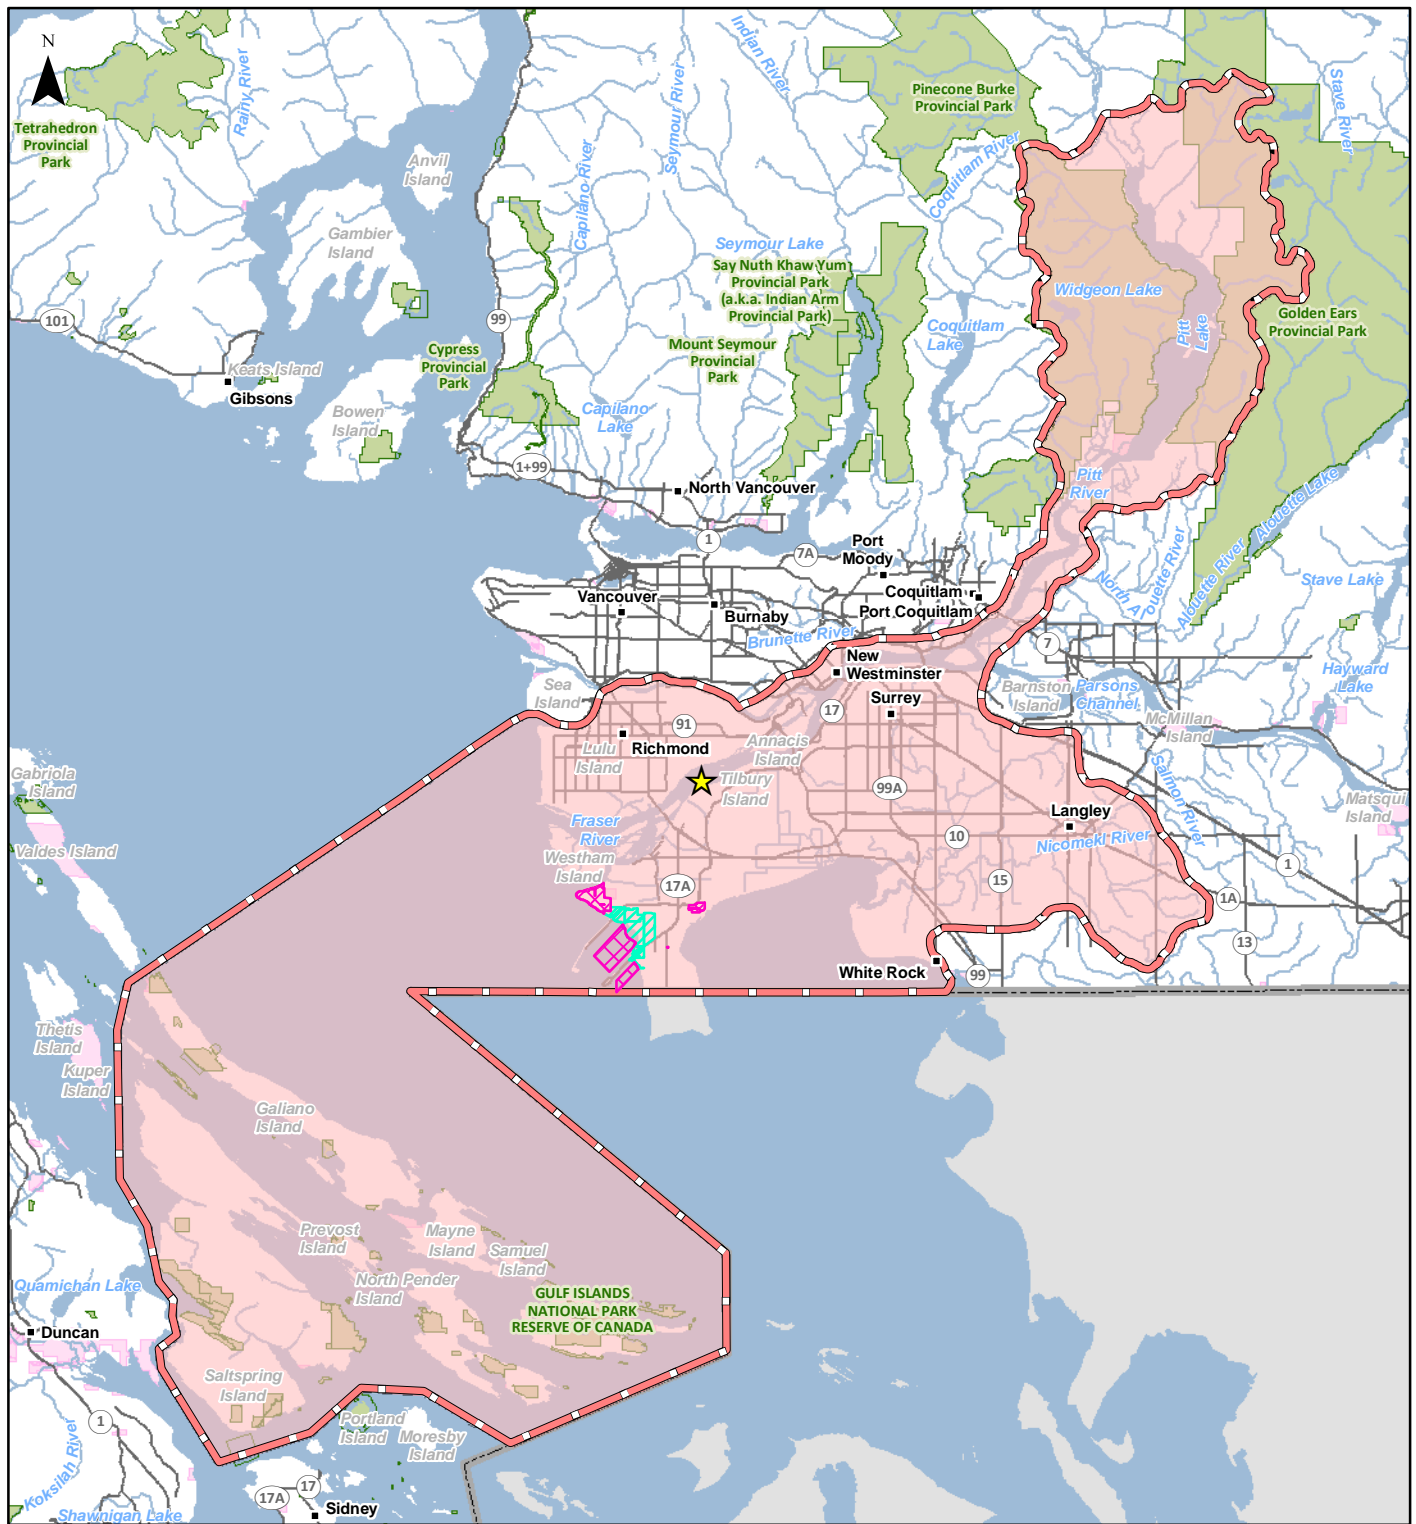 N
Tetrahedron
Provincial
Park
Rainy River
Anvil
Island
Gambier
Island
Capilano River
Seymour River
Indian River
Pinecone Burke
Provincial Park
Coquitlam River
Stave River
Seymour Lake
Say Nuth Khaw Yum
Provincial Park
(a.k.a. Indian Arm
Provincial Park)
Mount Seymour
Provincial
Park
Coquitlam
Lake
Widgeon Lake
Pitt
Lake
Golden Ears
Provincial Park
101
99
Cypress
Provincial
Park
Keats Island
Gibsons
Bowen
Island
Capilano
Lake
1+99
North Vancouver
1
7A
Port
Moody
Pitt
River
Alouette Lake
Alouette River
North Alouette River
Stave Lake
Vancouver
Burnaby
Coquitlam
Port Coquitlam
Brunette River
New
Westminster
7
Hayward
Lake
Sea
Island
Surrey
Barnston
Island
Parsons
Channel
McMillan
Island
17
91
Lulu
Island
Richmond
Annacis
Island
Tilbury
Island
99A
Salmon River
Matsqui
Island
Gabriola
Island
Valdes Island
Fraser
River
Westham
Island
10
Langley
Nicomekl River
1
17A
15
1A
13
White Rock
99
Thetis
Island
Kuper
Island
Galiano
Island
Prevost
Island
Mayne
Island
Samuel
Island
North Pender
Island
Quamichan Lake
GULF ISLANDS
NATIONAL PARK
RESERVE OF CANADA
Duncan
Saltspring
Island
1
Portland
Island
Moresby
Island
Koksilah River
17
17A
Sidney
Shawnigan Lake